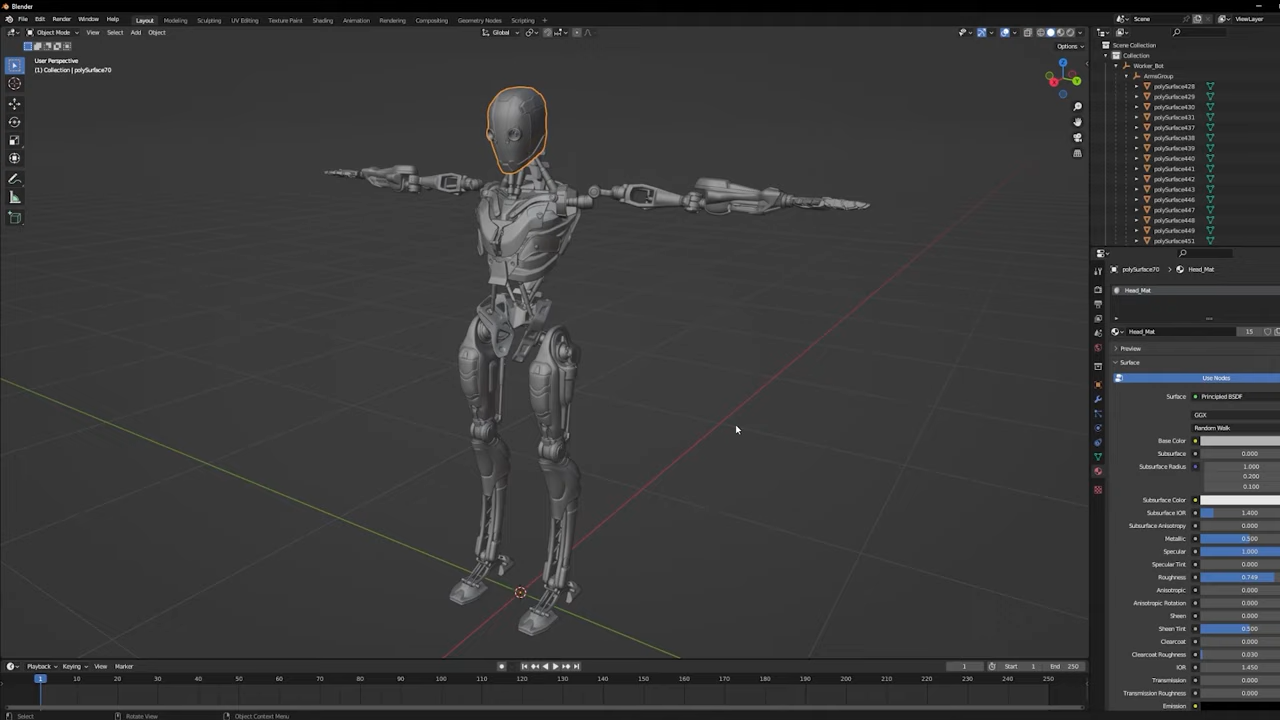 Blender
File Edit Render Window Help Layout Modeling Sculpting UV Editing Texture Paint Shading Animation Rendering Compositing Geometry Nodes Scripting + Scene ViewLayer
Object Mode View Select Add Object Global
Options
User Perspective
(1) Collection | polySurface70
Z
Y
X
Scene Collection
Collection
Worker_Bot
ArmsGroup
polySurface428
polySurface429
polySurface430
polySurface431
polySurface437
polySurface438
polySurface439
polySurface440
polySurface441
polySurface442
polySurface443
polySurface446
polySurface447
polySurface448
polySurface449
polySurface451
polySurface70 > Head_Mat
Head_Mat
Head_Mat 15
Preview
Surface
Use Nodes
Surface Principled BSDF
GGX
Random Walk
Base Color
Subsurface 0.000
Subsurface Radius 1.000
0.200
0.100
Subsurface Color
Subsurface IOR 1.400
Subsurface Anisotropy 0.000
Metallic 0.500
Specular 1.000
Specular Tint 0.000
Roughness 0.749
Anisotropic 0.000
Anisotropic Rotation 0.000
Sheen 0.000
Sheen Tint 0.500
Clearcoat 0.000
Clearcoat Roughness 0.030
IOR 1.450
Transmission 0.000
Transmission Roughness 0.000
Emission
Playback Keying View Marker 1 Start 1 End 250
1 10 20 30 40 50 60 70 80 90 100 110 120 130 140 150 160 170 180 190 200 210 220 230 240 250
Select Rotate View Object Context Menu